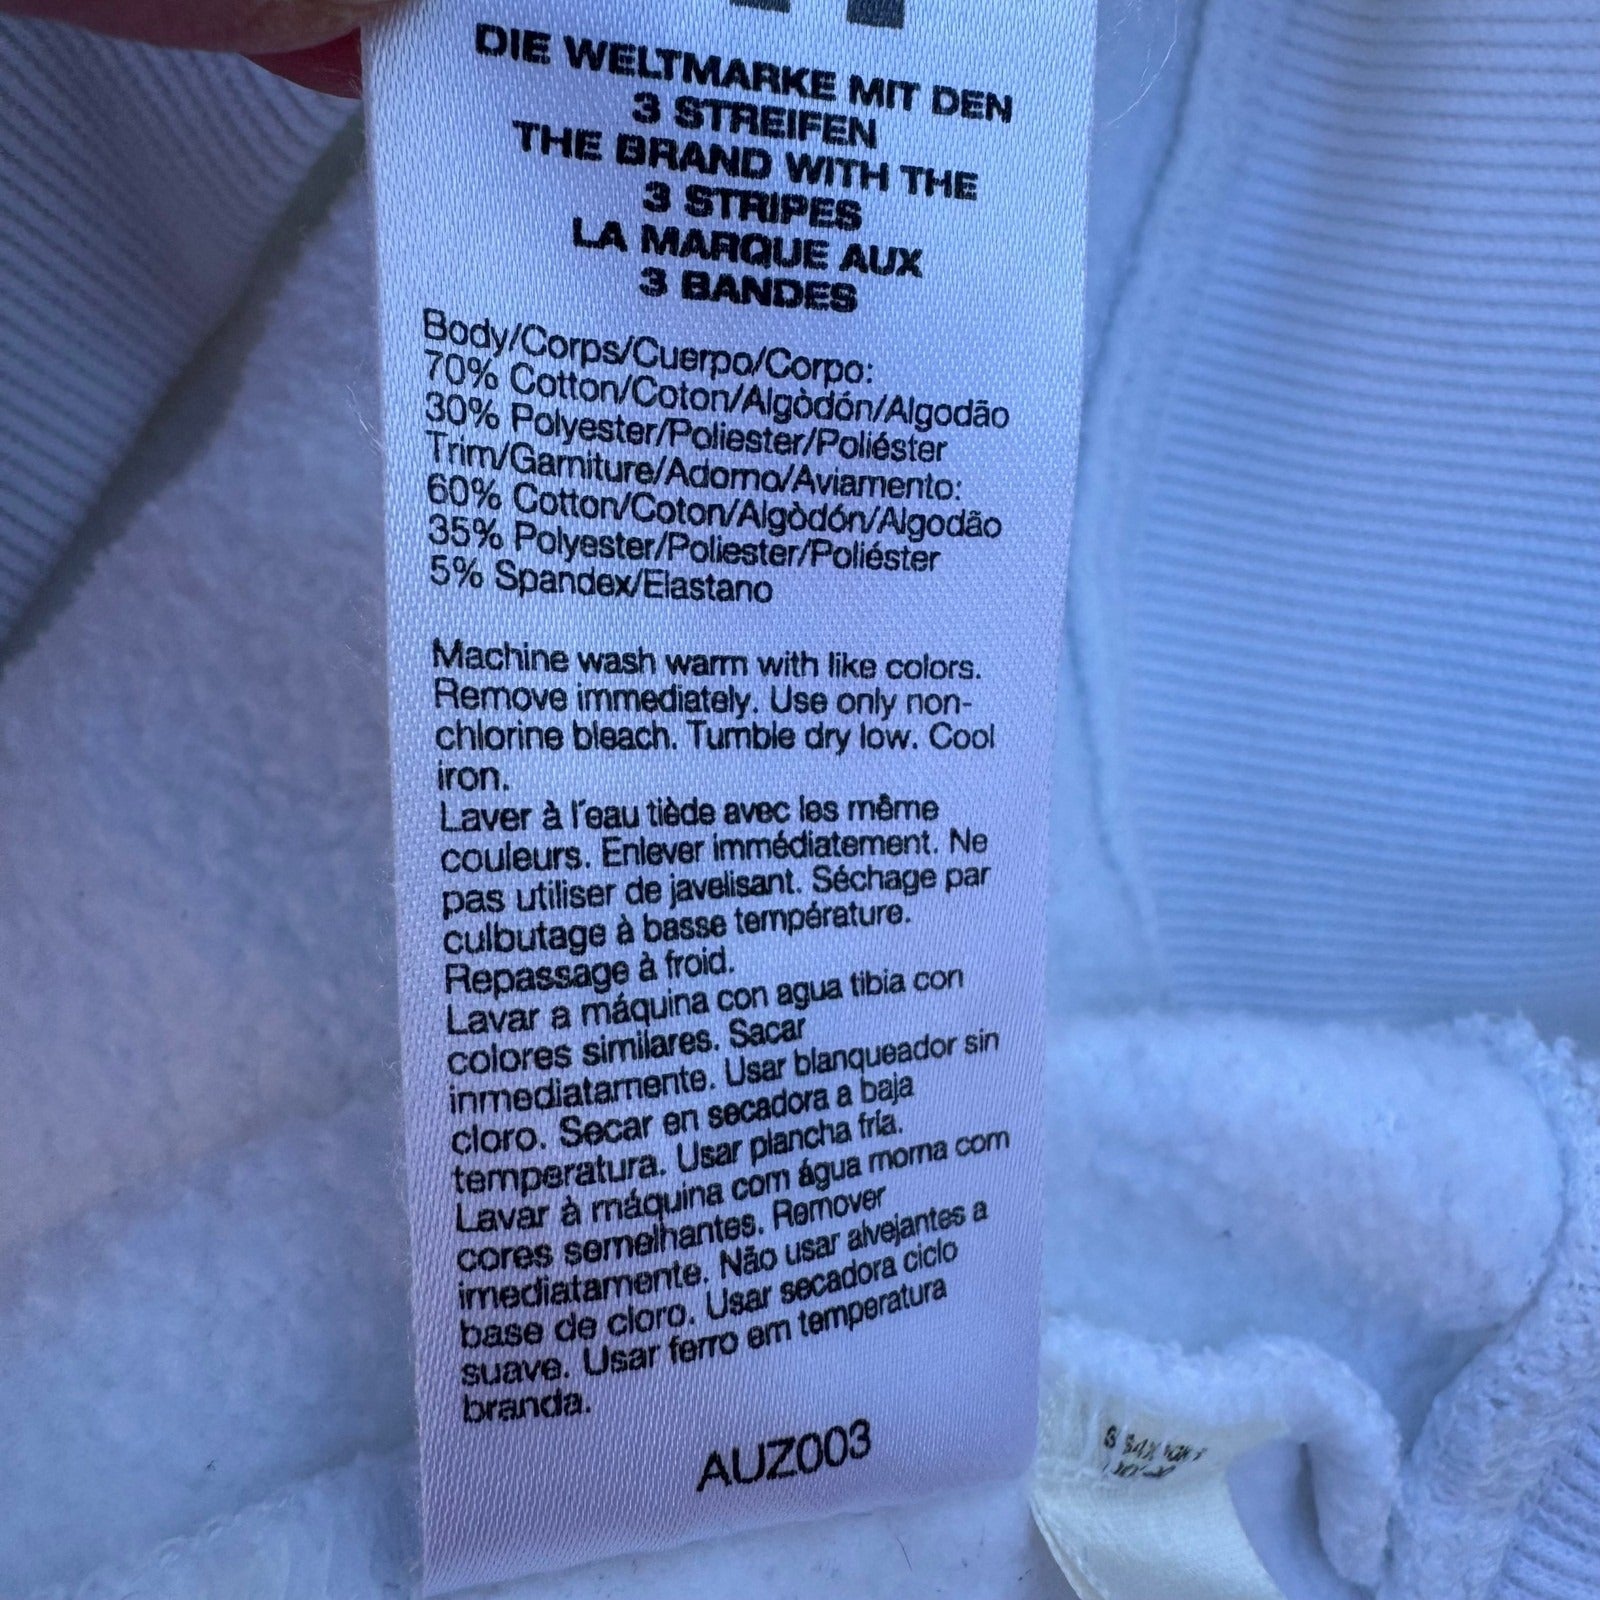 DIE WELTMARKE MIT DEN
3 STREIFEN
THE BRAND WITH THE
3 STRIPES
LA MARQUE AUX
3 BANDES
Body/Corps/Cuerpo/Corpo:
70% Cotton/Coton/Algòdón/Algodão
30% Polyester/Poliester/Poliéster
Trim/Garniture/Adorno/Aviamento:
60% Cotton/Coton/Algòdón/Algodão
35% Polyester/Poliester/Poliéster
5% Spandex/Elastano
Machine wash warm with like colors.
Remove immediately. Use only non-
chlorine bleach. Tumble dry low. Cool
iron.
Laver à l'eau tiède avec les même
couleurs. Enlever immédiatement. Ne
pas utiliser de javelisant. Séchage par
culbutage à basse température.
Repassage à froid.
Lavar a máquina con agua tibia con
colores similares. Sacar
inmediatamente. Usar blanqueador sin
cloro. Secar en secadora a baja
temperatura. Usar plancha fría.
Lavar à máquina com água morna com
cores semelhantes. Remover
imediatamente. Não usar alvejantes a
base de cloro. Usar secadora ciclo
suave. Usar ferro em temperatura
branda.
AUZ003